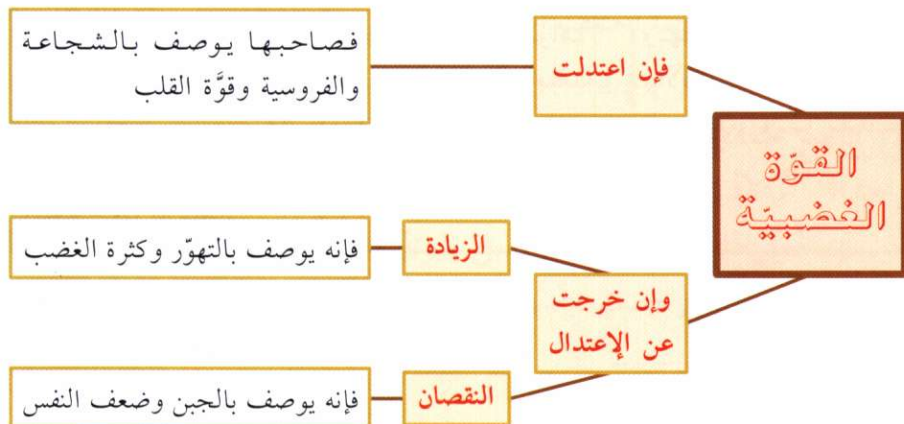 القوّة
الغضبيّة
فإن اعتدلت
فصاحبها يوصف بالشجاعة
والفروسية وقوَّة القلب
وإن خرجت
عن الإعتدال
الزيادة
فإنه يوصف بالتهوّر وكثرة الغضب
النقصان
فإنه يوصف بالجبن وضعف النفس